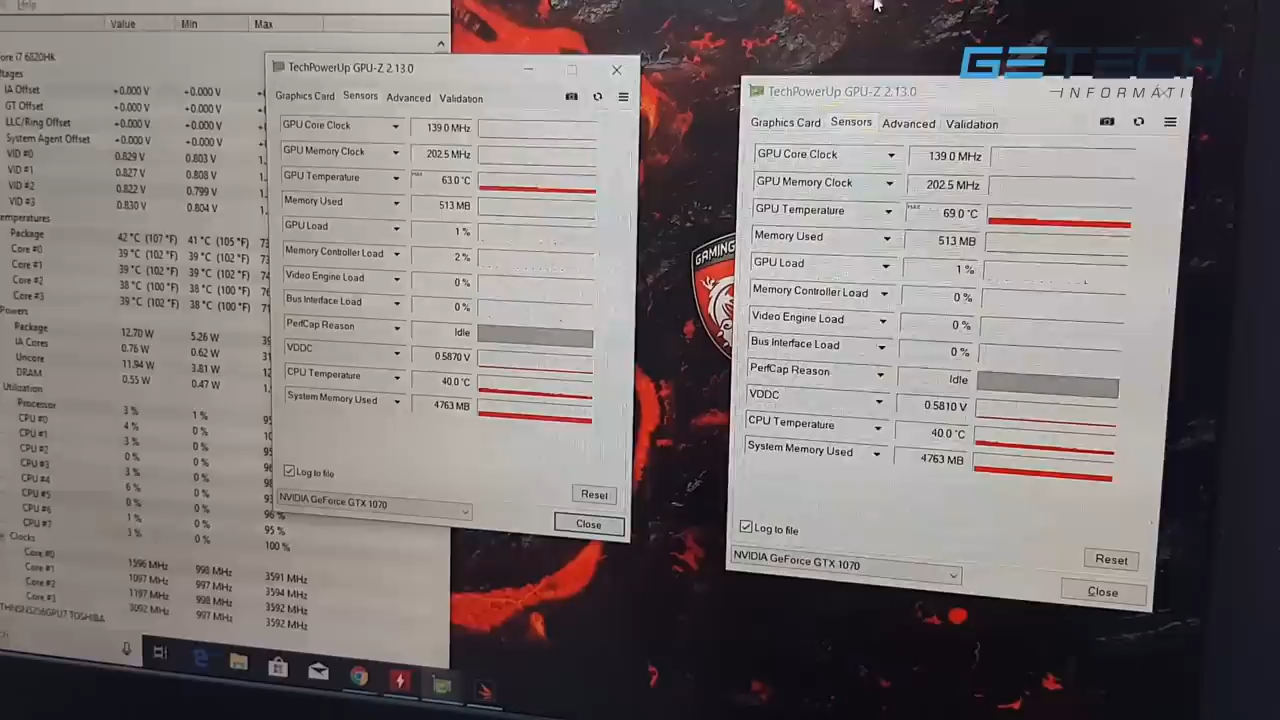 Help
Value Min Max
Core i7 6820HK
Voltages
IA Offset +0.000 V +0.000 V
GT Offset +0.000 V +0.000 V
LLC/Ring Offset +0.000 V +0.000 V
System Agent Offset +0.000 V +0.000 V
VID #0 0.829 V 0.803 V
VID #1 0.827 V 0.808 V
VID #2 0.822 V 0.799 V
VID #3 0.830 V 0.804 V
Temperatures
Package 42 °C (107 °F) 41 °C (105 °F)
Core #0 39 °C (102 °F) 39 °C (102 °F)
Core #1 39 °C (102 °F) 39 °C (102 °F)
Core #2 38 °C (100 °F) 38 °C (100 °F)
Core #3 39 °C (102 °F) 38 °C (100 °F)
Powers
Package 12.70 W 5.26 W
IA Cores 0.76 W 0.62 W
Uncore 11.94 W 3.81 W
DRAM 0.55 W 0.47 W
Utilization
Processor 3 % 1 %
CPU #0 4 % 0 %
CPU #1 3 % 0 %
CPU #2 0 % 0 %
CPU #3 3 % 0 %
CPU #4 6 % 0 %
CPU #5 0 % 0 %
CPU #6 1 % 0 % 96 %
CPU #7 3 % 0 % 95 %
100 %
Clocks
Core #0 1596 MHz 998 MHz 3591 MHz
Core #1 1097 MHz 997 MHz 3594 MHz
Core #2 1197 MHz 998 MHz 3592 MHz
Core #3 3092 MHz 997 MHz 3592 MHz
THNSN5256GPU7 TOSHIBA
TechPowerUp GPU-Z 2.13.0
Graphics Card Sensors Advanced Validation
GPU Core Clock 139.0 MHz
GPU Memory Clock 202.5 MHz
GPU Temperature MAX 63.0 °C
Memory Used 513 MB
GPU Load 1 %
Memory Controller Load 2 %
Video Engine Load 0 %
Bus Interface Load 0 %
PerfCap Reason Idle
VDDC 0.5870 V
CPU Temperature 40.0 °C
System Memory Used 4763 MB
Log to file
Reset
NVIDIA GeForce GTX 1070
Close
GETECH
INFORMÁTI
GAMING
TechPowerUp GPU-Z 2.13.0
Graphics Card Sensors Advanced Validation
GPU Core Clock 139.0 MHz
GPU Memory Clock 202.5 MHz
GPU Temperature MAX 69.0 °C
Memory Used 513 MB
GPU Load 1 %
Memory Controller Load 0 %
Video Engine Load 0 %
Bus Interface Load 0 %
PerfCap Reason Idle
VDDC 0.5810 V
CPU Temperature 40.0 °C
System Memory Used 4763 MB
Log to file
Reset
NVIDIA GeForce GTX 1070
Close